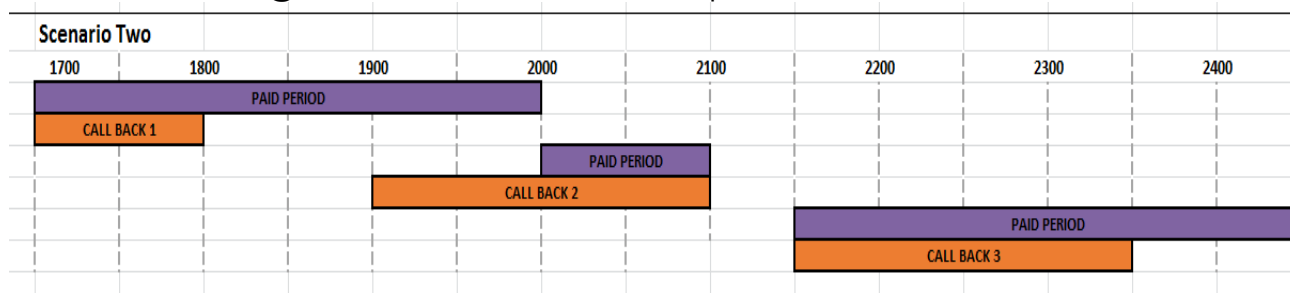 Scenario Two
1700 1800 1900 2000 2100 2200 2300 2400
PAID PERIOD
CALL BACK 1
PAID PERIOD
CALL BACK 2
PAID PERIOD
CALL BACK 3